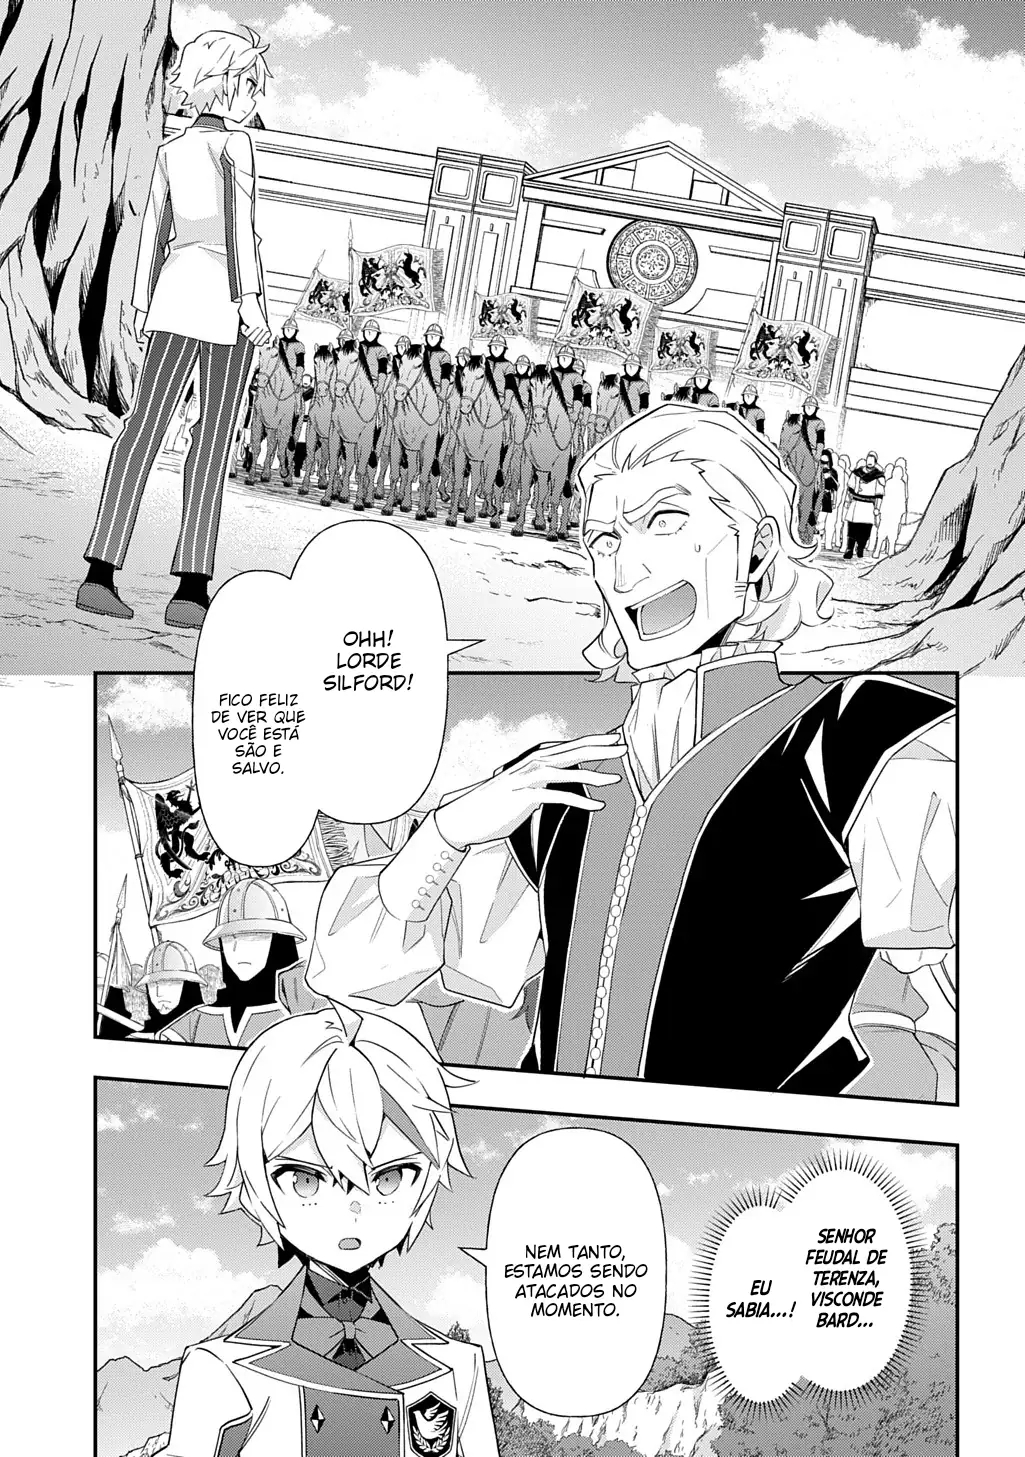 OHH!
LORDE
SILFORD!
FICO FELIZ
DE VER QUE
VOCÊ ESTÁ
SÃO E
SALVO.
SENHOR
FEUDAL DE
TERENZA,
VISCONDE
BARD...
EU
SABIA...!
NEM TANTO,
ESTAMOS SENDO
ATACADOS NO
MOMENTO.